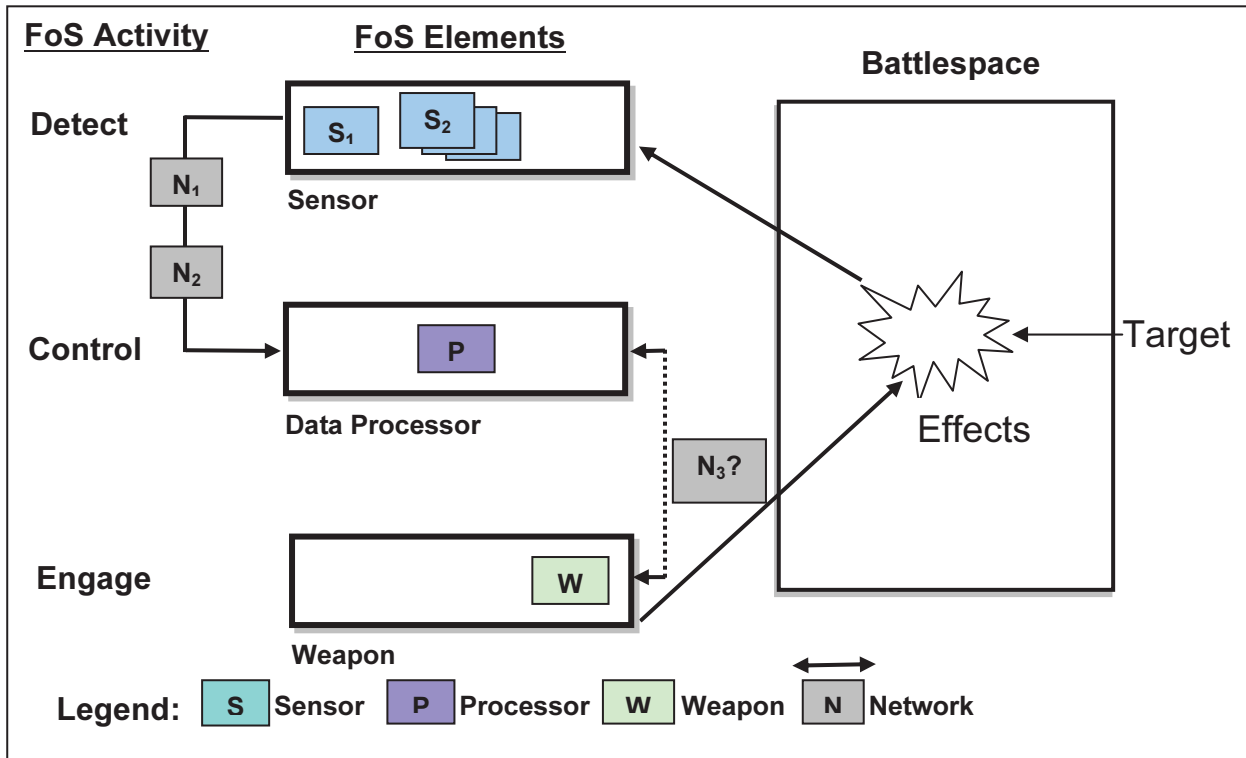 FoS Activity
FoS Elements
Battlespace
Detect
S₁
S₂
Sensor
N₁
N₂
Control
P
Data Processor
Target
Effects
N₃?
Engage
W
Weapon
Legend: S Sensor P Processor W Weapon N Network